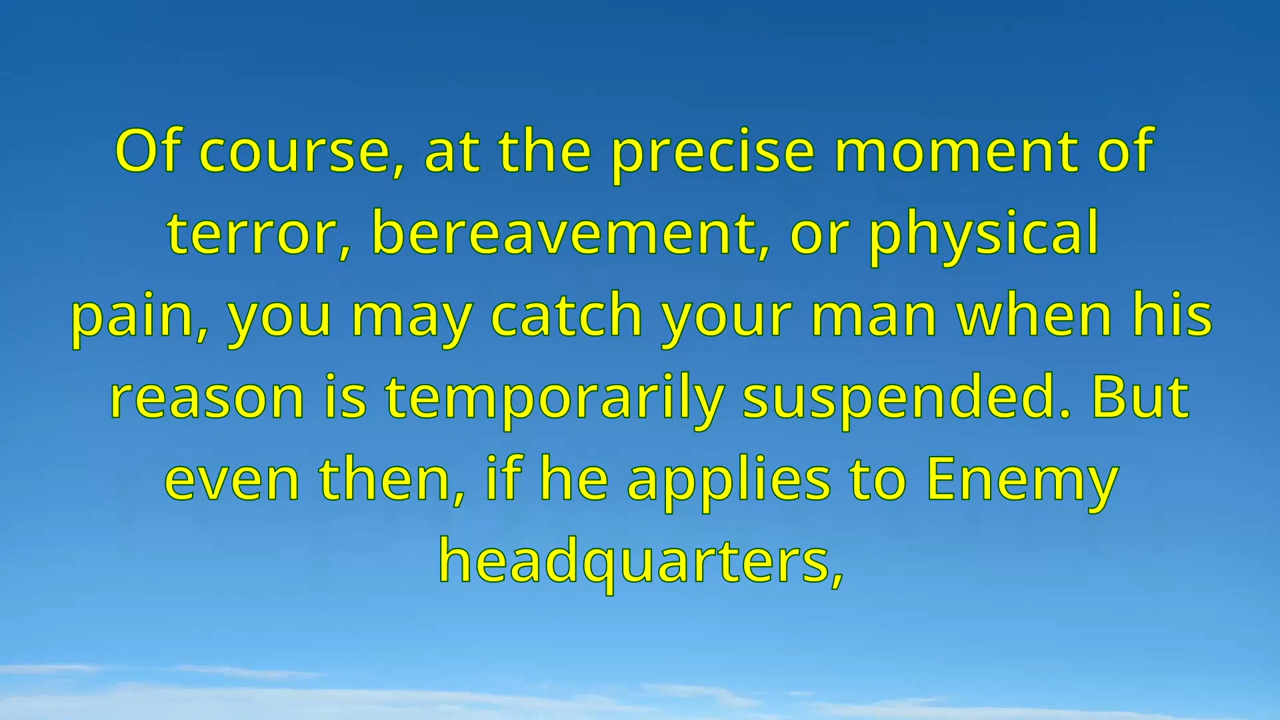 Of course, at the precise moment of
terror, bereavement, or physical
pain, you may catch your man when his
reason is temporarily suspended. But
even then, if he applies to Enemy
headquarters,